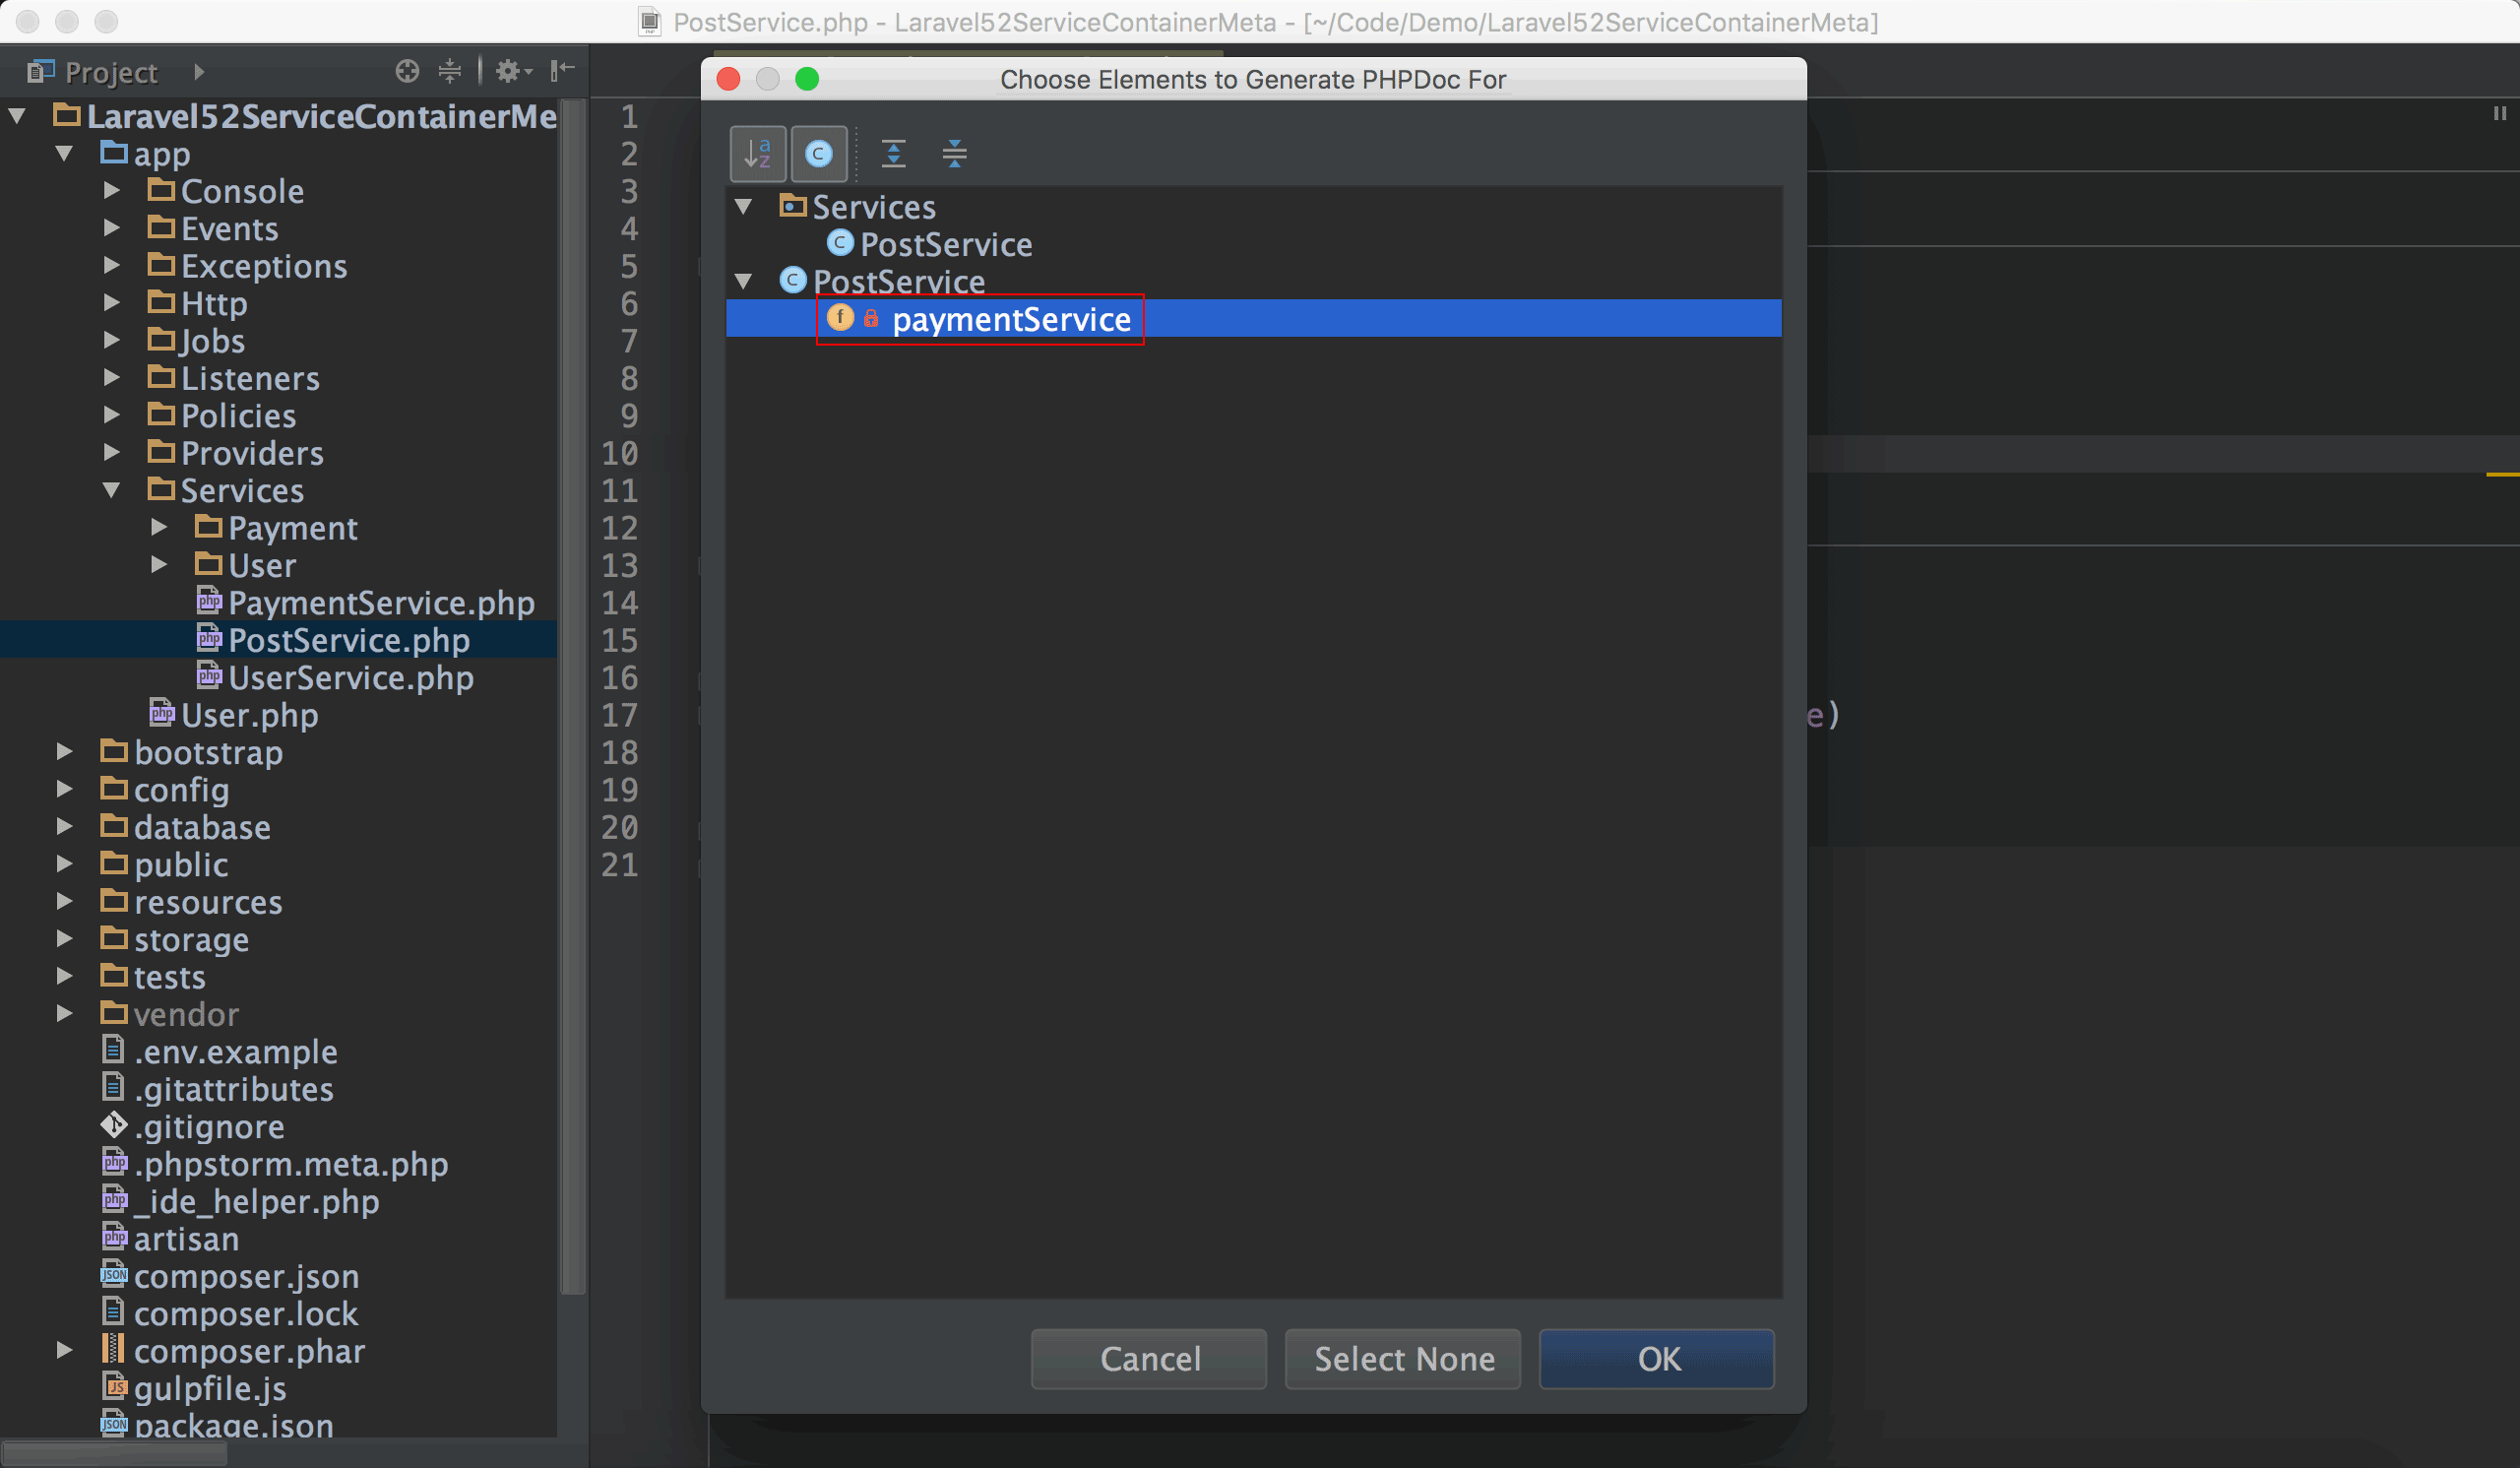 PostService.php - Laravel52ServiceContainerMeta - [~/Code/Demo/Laravel52ServiceContainerMeta]
Project
Laravel52ServiceContainerMe
app
Console
Events
Exceptions
Http
Jobs
Listeners
Policies
Providers
Services
Payment
User
PaymentService.php
PostService.php
UserService.php
User.php
bootstrap
config
database
public
resources
storage
tests
vendor
.env.example
.gitattributes
.gitignore
.phpstorm.meta.php
_ide_helper.php
artisan
composer.json
composer.lock
composer.phar
gulpfile.js
package.json
1
2
3
4
5
6
7
8
9
10
11
12
13
14
15
16
17
18
19
20
21
Choose Elements to Generate PHPDoc For
Services
PostService
PostService
paymentService
Cancel
Select None
OK
e)